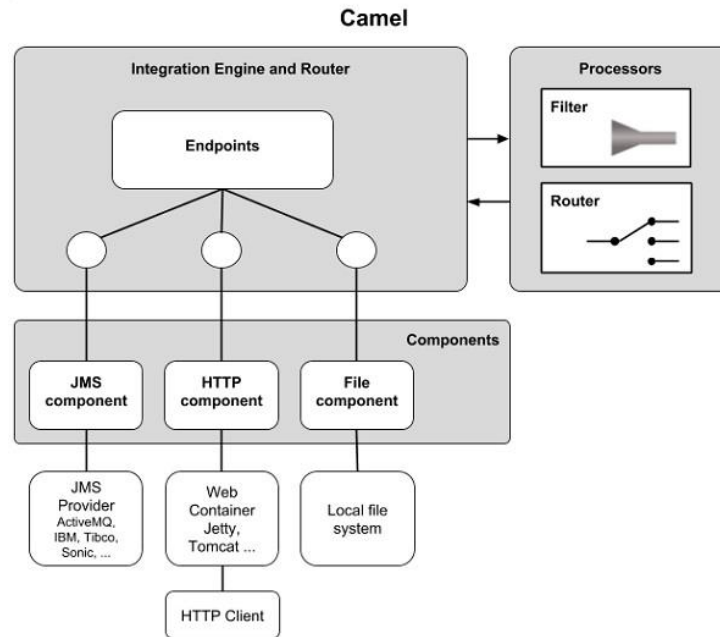 Camel
Integration Engine and Router
Endpoints
Processors
Filter
Router
Components
JMS
component
HTTP
component
File
component
JMS
Provider
ActiveMQ,
IBM, Tibco,
Sonic, ...
Web
Container
Jetty,
Tomcat ...
Local file
system
HTTP Client